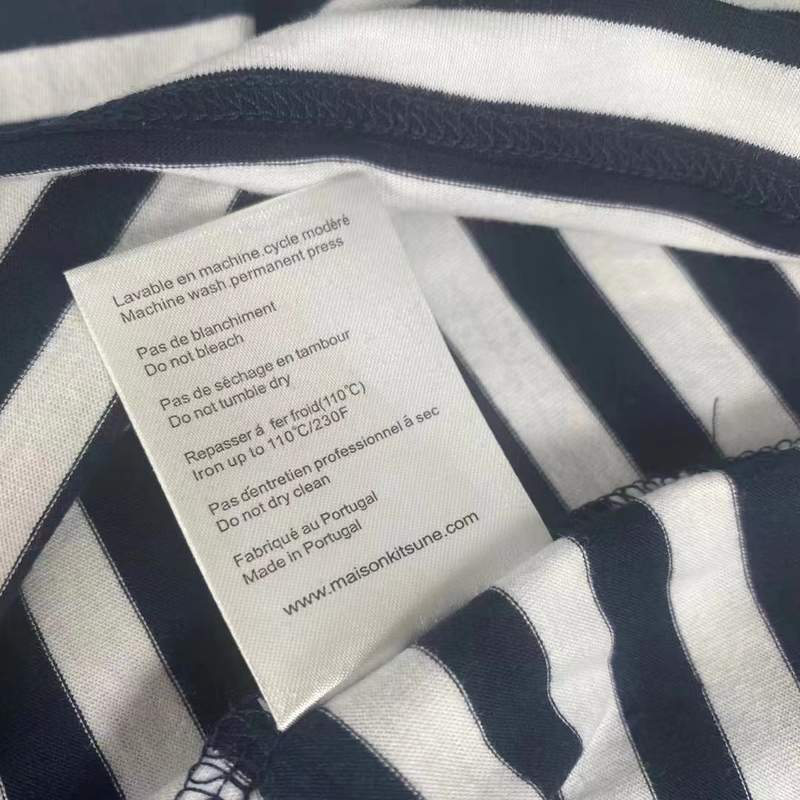 Lavable en machine.cycle modéré
Machine wash.permanent press
Pas de blanchiment
Do not bleach
Pas de séchage en tambour
Do not tumble dry
Repasser á fer froid(110℃)
Iron up to 110℃/230F
Pas d'entretien professionnel á sec
Do not dry clean
Fabriqué au Portugal
Made in Portugal
www.maisonkitsune.com